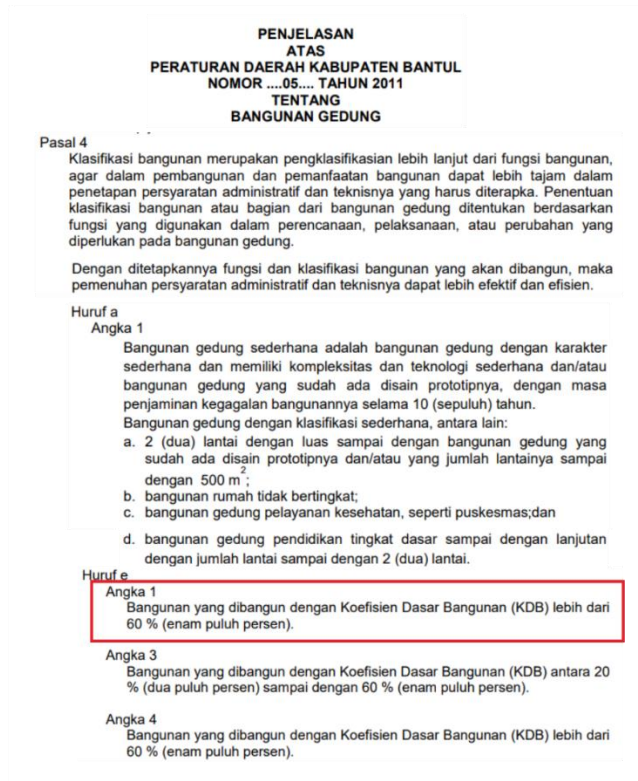 PENJELASAN
ATAS
PERATURAN DAERAH KABUPATEN BANTUL
NOMOR ....05.... TAHUN 2011
TENTANG
BANGUNAN GEDUNG
Pasal 4
Klasifikasi bangunan merupakan pengklasifikasian lebih lanjut dari fungsi bangunan,
agar dalam pembangunan dan pemanfaatan bangunan dapat lebih tajam dalam
penetapan persyaratan administratif dan teknisnya yang harus diterapka. Penentuan
klasifikasi bangunan atau bagian dari bangunan gedung ditentukan berdasarkan
fungsi yang digunakan dalam perencanaan, pelaksanaan, atau perubahan yang
diperlukan pada bangunan gedung.
Dengan ditetapkannya fungsi dan klasifikasi bangunan yang akan dibangun, maka
pemenuhan persyaratan administratif dan teknisnya dapat lebih efektif dan efisien.
Huruf a
Angka 1
Bangunan gedung sederhana adalah bangunan gedung dengan karakter
sederhana dan memiliki kompleksitas dan teknologi sederhana dan/atau
bangunan gedung yang sudah ada disain prototipnya, dengan masa
penjaminan kegagalan bangunannya selama 10 (sepuluh) tahun.
Bangunan gedung dengan klasifikasi sederhana, antara lain:
a. 2 (dua) lantai dengan luas sampai dengan bangunan gedung yang
sudah ada disain prototipnya dan/atau yang jumlah lantainya sampai
dengan 500 m²;
b. bangunan rumah tidak bertingkat;
c. bangunan gedung pelayanan kesehatan, seperti puskesmas;dan
d. bangunan gedung pendidikan tingkat dasar sampai dengan lanjutan
dengan jumlah lantai sampai dengan 2 (dua) lantai.
Huruf e
Angka 1
Bangunan yang dibangun dengan Koefisien Dasar Bangunan (KDB) lebih dari
60 % (enam puluh persen).
Angka 3
Bangunan yang dibangun dengan Koefisien Dasar Bangunan (KDB) antara 20
% (dua puluh persen) sampai dengan 60 % (enam puluh persen).
Angka 4
Bangunan yang dibangun dengan Koefisien Dasar Bangunan (KDB) lebih dari
60 % (enam puluh persen).